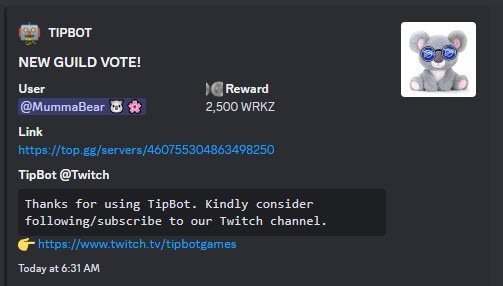 TIPBOT
NEW GUILD VOTE!
User
Reward
@MummaBear 🐨 🌸
2,500 WRKZ
Link
https://top.gg/servers/460755304863498250
TipBot @Twitch
Thanks for using TipBot. Kindly consider
following/subscribe to our Twitch channel.
👉 https://www.twitch.tv/tipbotgames
Today at 6:31 AM